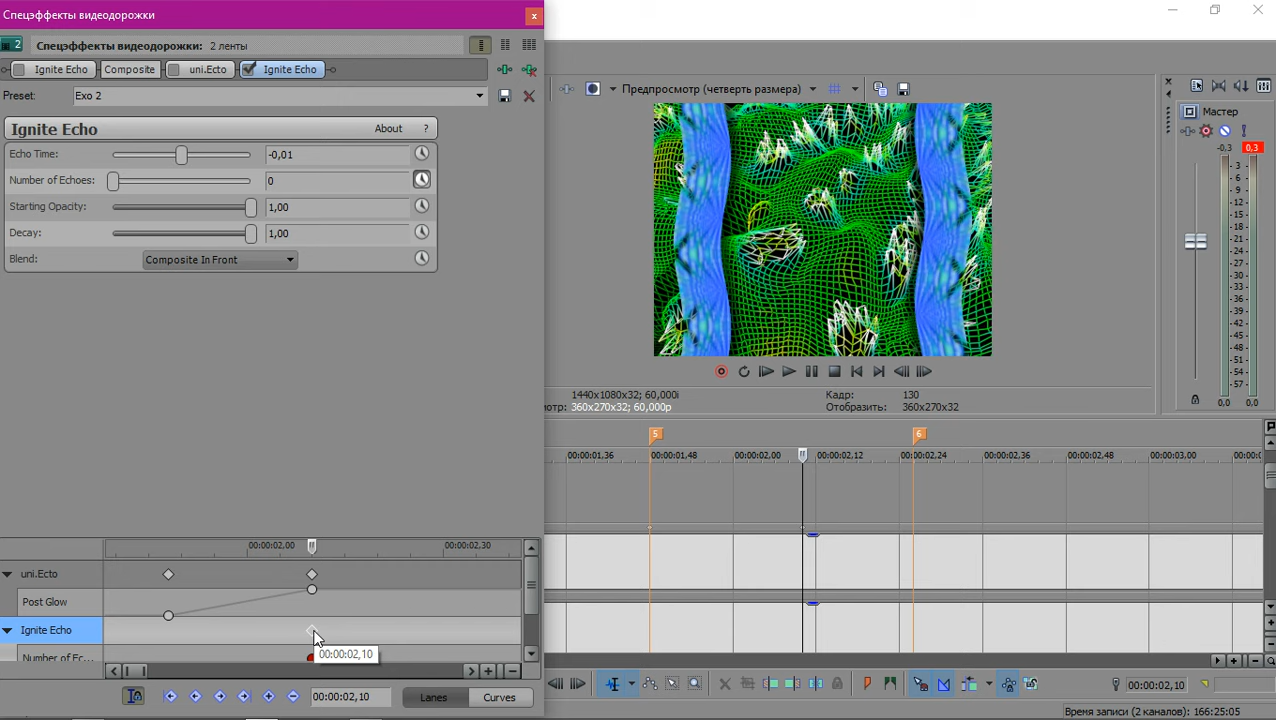 Спецэффекты видеодорожки
2 Спецэффекты видеодорожки: 2 ленты
Ignite Echo Composite uni.Ecto Ignite Echo
Preset: Exo 2
Ignite Echo About ?
Echo Time: -0,01
Number of Echoes: 0
Starting Opacity: 1,00
Decay: 1,00
Blend: Composite In Front
Предпросмотр (четверть размера)
Мастер
-0,3 0,3
3
6
9
12
15
18
21
24
27
30
33
36
39
42
45
48
51
54
57
0,0 0,0
1440x1080x32; 60,000i
мотр: 360x270x32; 60,000p
Кадр: 130
Отобразить: 360x270x32
5 6
00:00:01,36 00:00:01,48 00:00:02,00 00:00:02,12 00:00:02,24 00:00:02,36 00:00:02,48 00:00:03,00 00:00:0
00:00:02,00 00:00:02,30
uni.Ecto
Post Glow
Ignite Echo
00:00:02,10
Number of Ec...
00:00:02,10 Lanes Curves
00:00:02,10
Время записи (2 каналов): 166:25:05